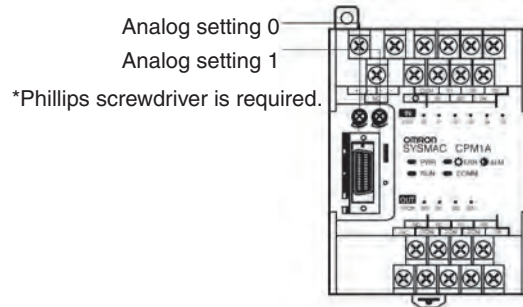 Analog setting 0
Analog setting 1
*Phillips screwdriver is required.
IN
OMRON
SYSMAC CPM1A
PWR ERR ALM
RUN COMM
OUT